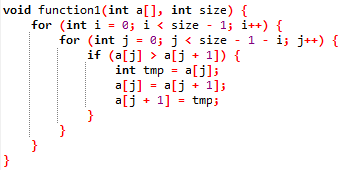 void function1(int a[], int size) {
    for (int i = 0; i < size - 1; i++) {
        for (int j = 0; j < size - 1 - i; j++) {
            if (a[j] > a[j + 1]) {
                int tmp = a[j];
                a[j] = a[j + 1];
                a[j + 1] = tmp;
            }
        }
    }
}